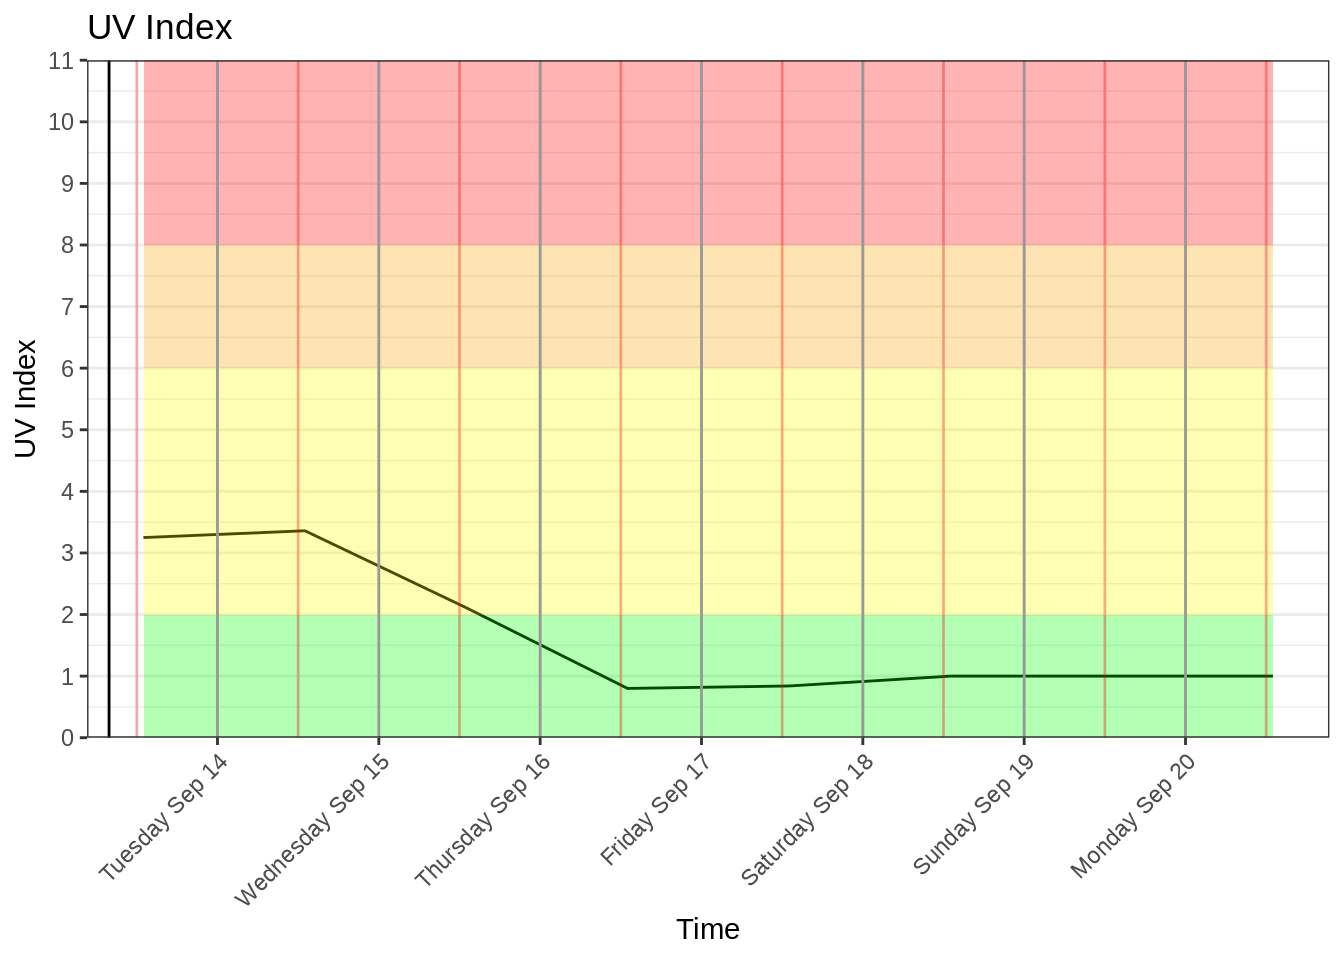 UV Index
11
10
9
8
7
6
5
4
3
2
1
0
UV Index
Tuesday Sep 14
Wednesday Sep 15
Thursday Sep 16
Friday Sep 17
Saturday Sep 18
Sunday Sep 19
Monday Sep 20
Time